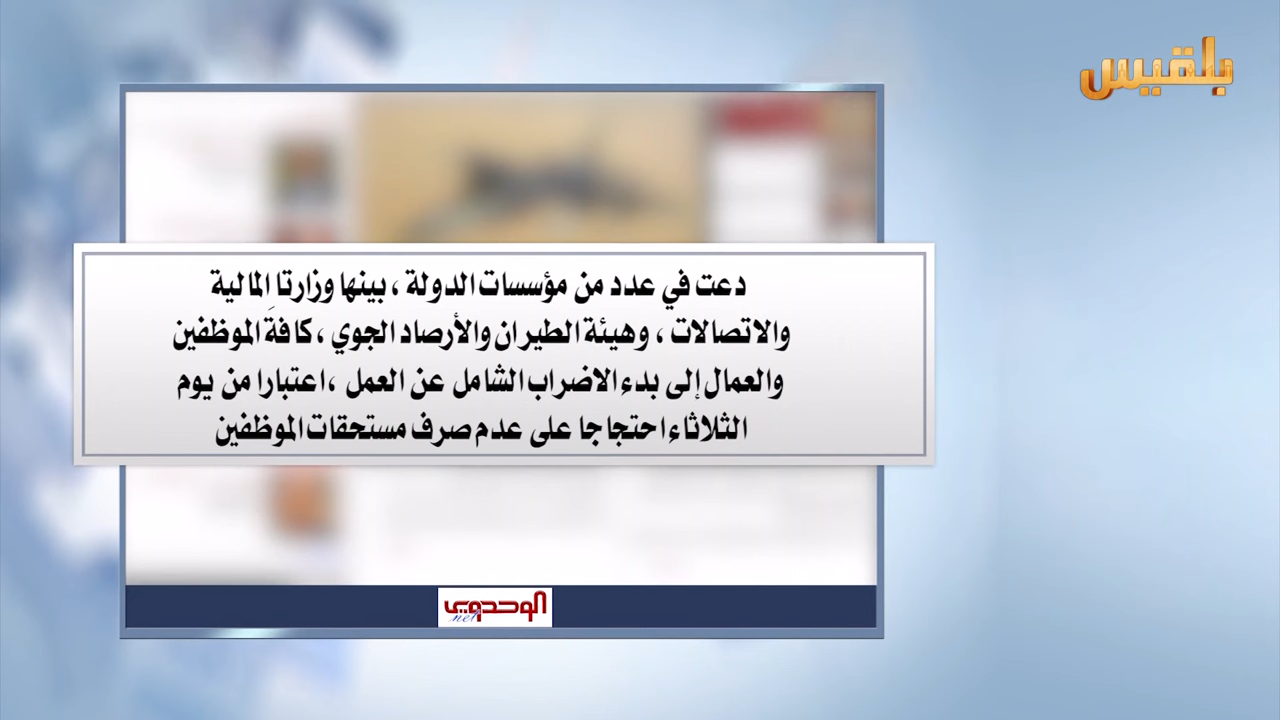 بلقيس
دعت في عدد من مؤسسات الدولة ، بينها وزارتا المالية
والاتصالات ، وهيئة الطيران والأرصاد الجوي ، كافة الموظفين
والعمال إلى بدء الاضراب الشامل عن العمل ، اعتبارا من يوم
الثلاثاء احتجاجا على عدم صرف مستحقات الموظفين
الوحدوي
net